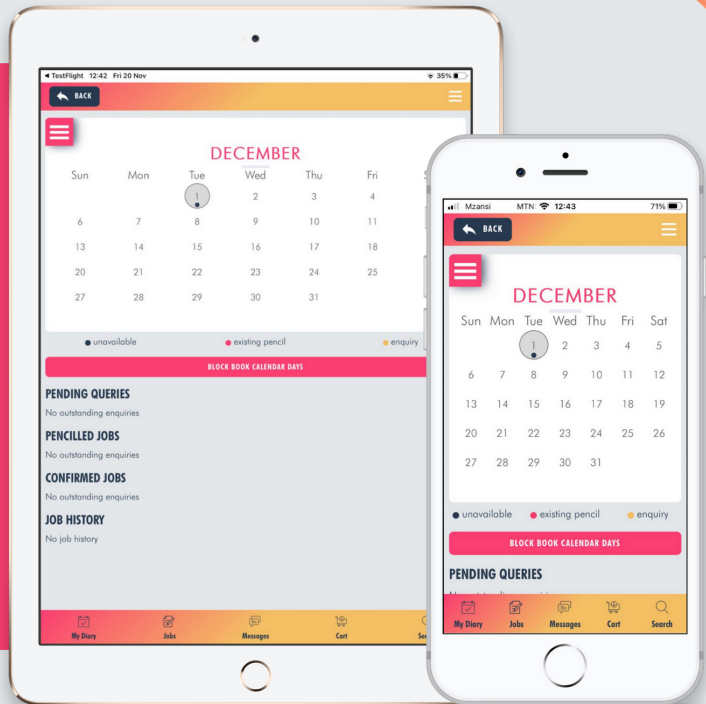 TestFlight 12:42 Fri 20 Nov 35%
BACK
DECEMBER
Sun Mon Tue Wed Thu Fri
1 2 3 4
6 7 8 9 10 11
13 14 15 16 17 18
20 21 22 23 24 25
27 28 29 30 31
unavailable existing pencil enquiry
BLOCK BOOK CALENDAR DAYS
PENDING QUERIES
No outstanding enquiries
PENCILLED JOBS
No outstanding enquiries
CONFIRMED JOBS
No outstanding enquiries
JOB HISTORY
No job history
My Diary Jobs Messages Cart
Mzansi MTN 12:43 71%
BACK
DECEMBER
Sun Mon Tue Wed Thu Fri Sat
1 2 3 4 5
6 7 8 9 10 11 12
13 14 15 16 17 18 19
20 21 22 23 24 25 26
27 28 29 30 31
unavailable existing pencil enquiry
BLOCK BOOK CALENDAR DAYS
PENDING QUERIES
My Diary Jobs Messages Cart Search